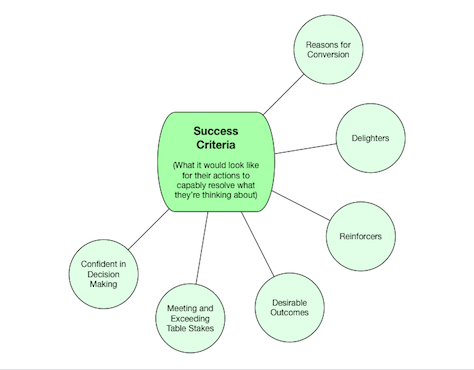 Reasons for
Conversion
Success
Criteria
(What it would look like
for their actions to
capably resolve what
they're thinking about)
Delighters
Reinforcers
Confident in
Decision
Making
Meeting and
Exceeding
Table Stakes
Desirable
Outcomes